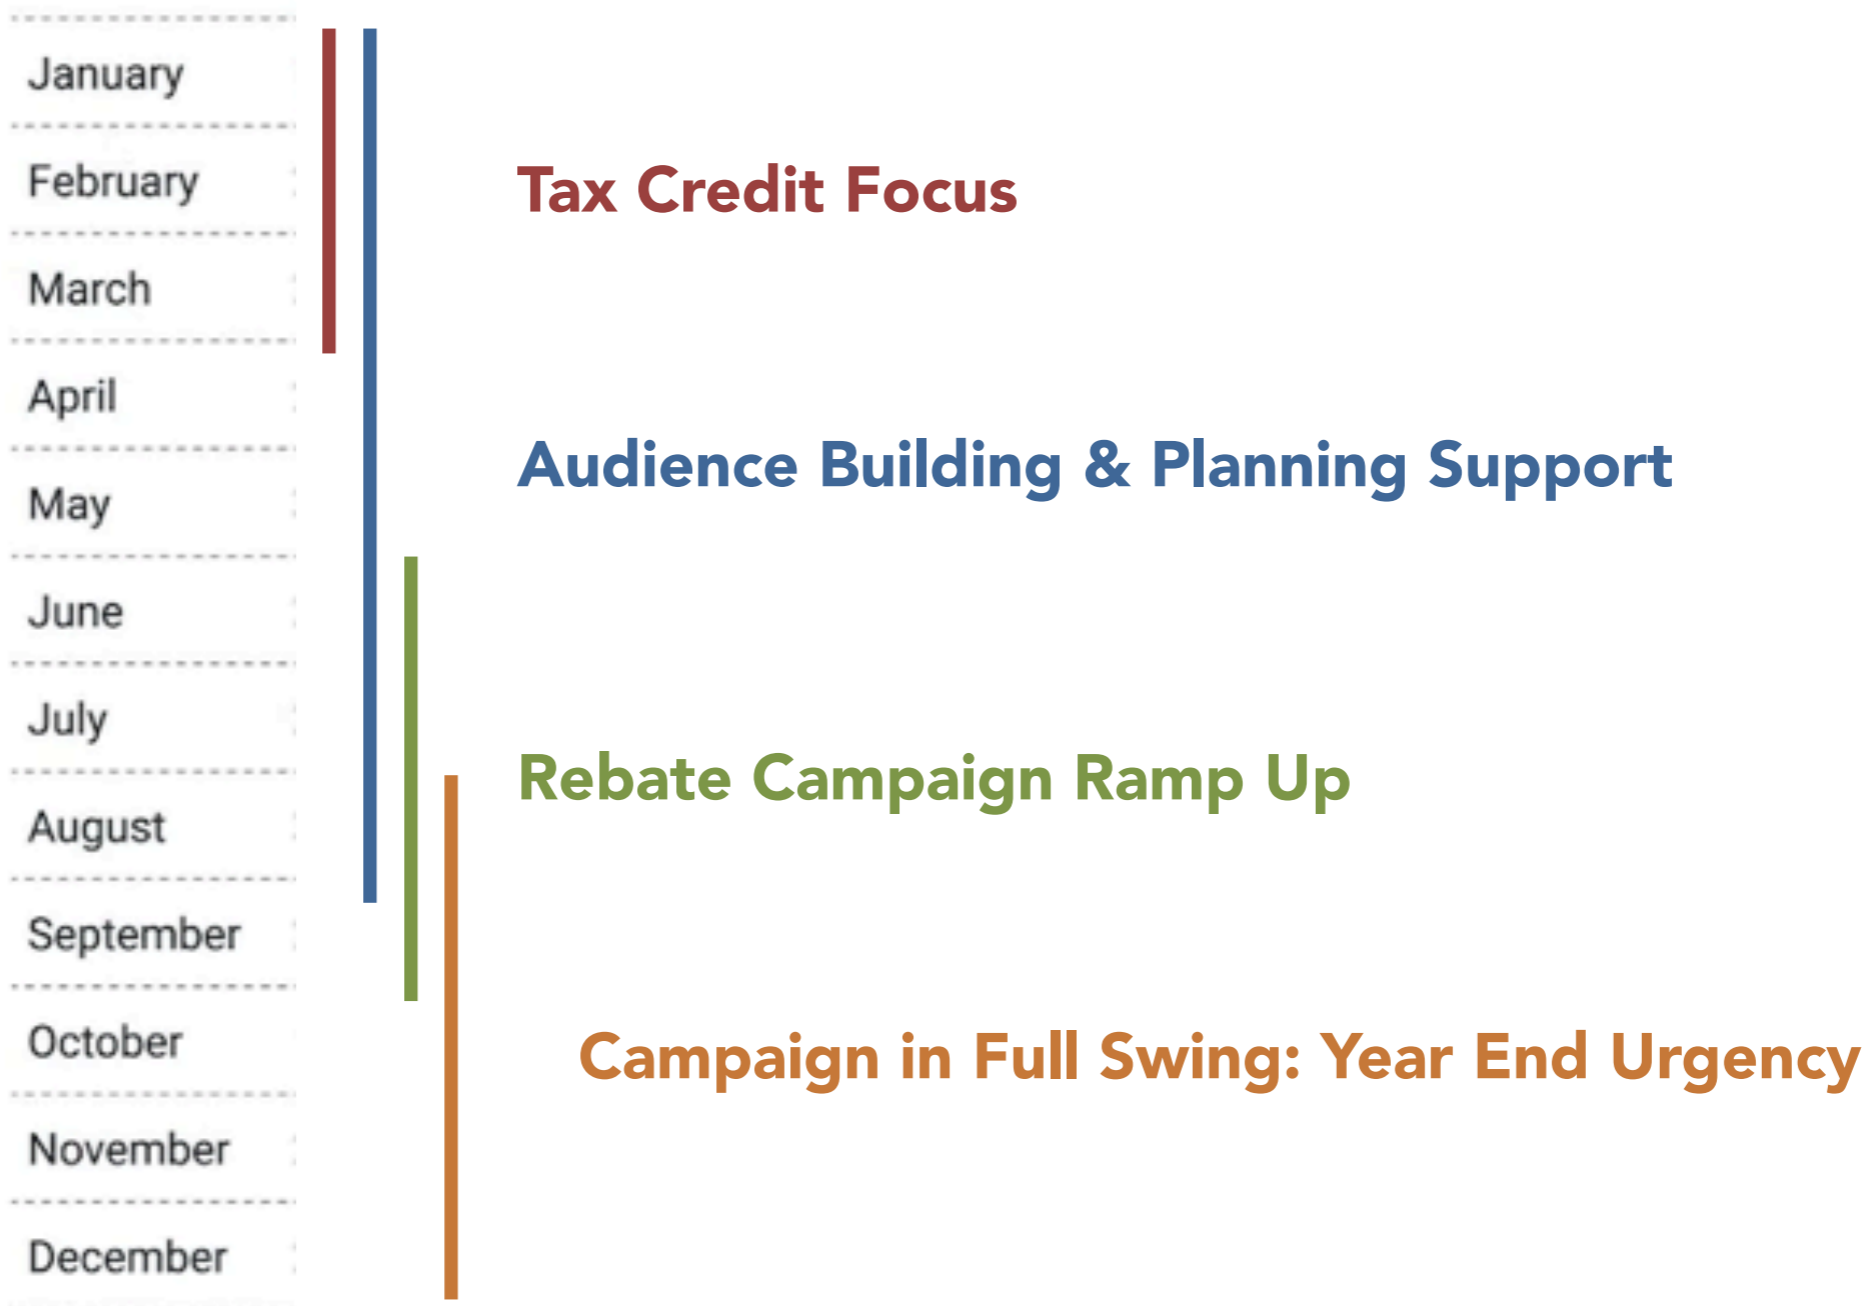 January
February
Tax Credit Focus
March
April
Audience Building & Planning Support
May
June
July
Rebate Campaign Ramp Up
August
September
October
Campaign in Full Swing: Year End Urgency
November
December